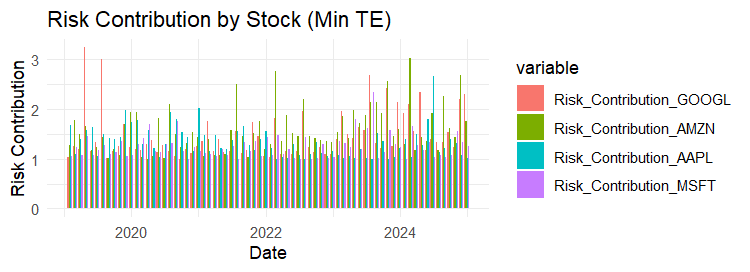 Risk Contribution by Stock (Min TE)
Risk Contribution
3
2
1
0
2020
2022
2024
Date
variable
Risk_Contribution_GOOGL
Risk_Contribution_AMZN
Risk_Contribution_AAPL
Risk_Contribution_MSFT